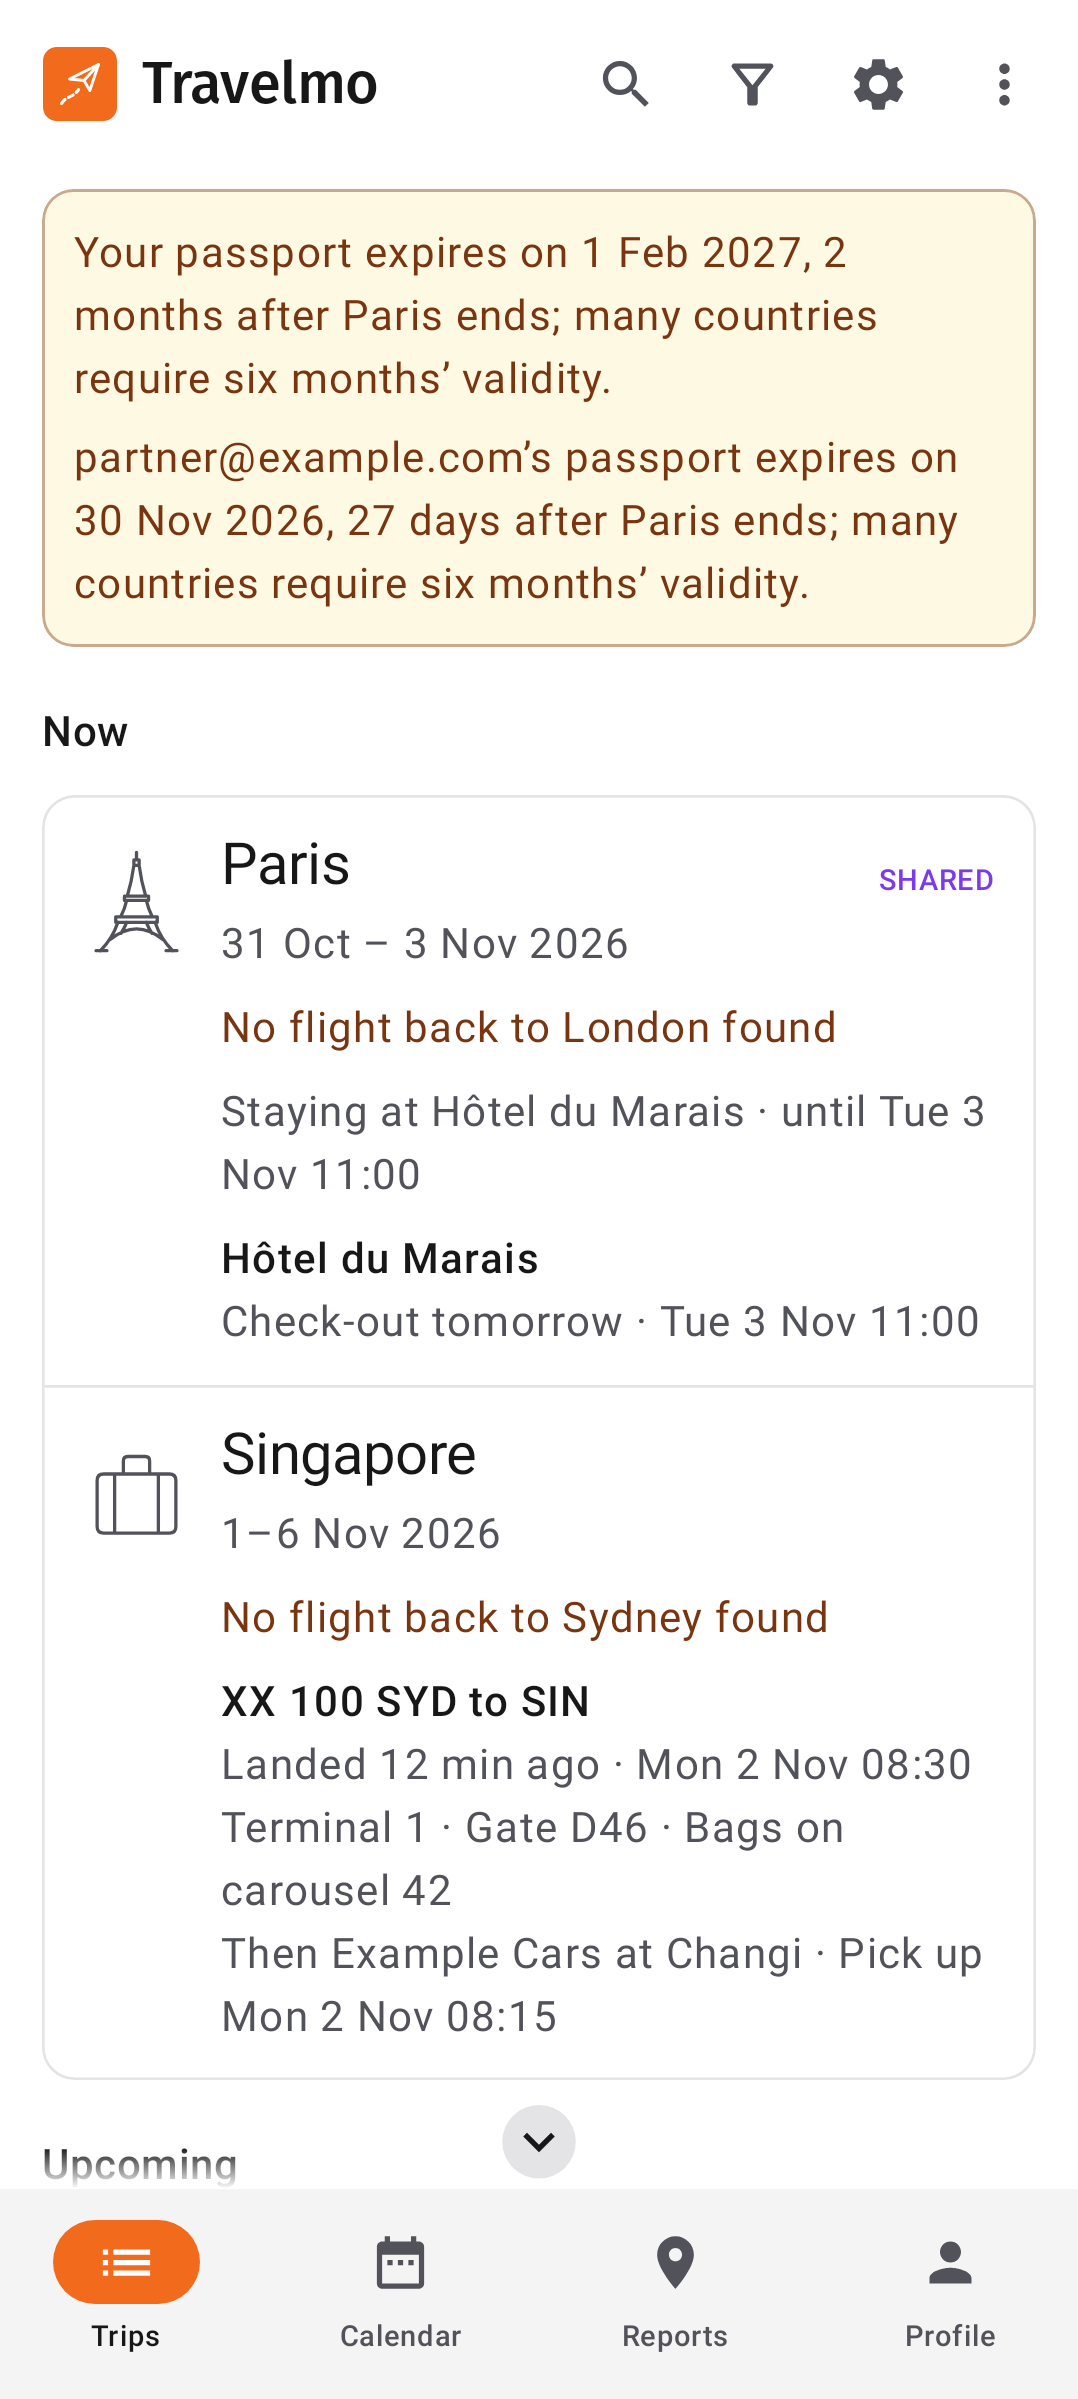 Travelmo
Your passport expires on 1 Feb 2027, 2
months after Paris ends; many countries
require six months’ validity.
partner@example.com’s passport expires on
30 Nov 2026, 27 days after Paris ends; many
countries require six months’ validity.
Now
Paris
SHARED
31 Oct – 3 Nov 2026
No flight back to London found
Staying at Hôtel du Marais · until Tue 3
Nov 11:00
Hôtel du Marais
Check-out tomorrow · Tue 3 Nov 11:00
Singapore
1–6 Nov 2026
No flight back to Sydney found
XX 100 SYD to SIN
Landed 12 min ago · Mon 2 Nov 08:30
Terminal 1 · Gate D46 · Bags on
carousel 42
Then Example Cars at Changi · Pick up
Mon 2 Nov 08:15
Upcoming
Trips
Calendar
Reports
Profile